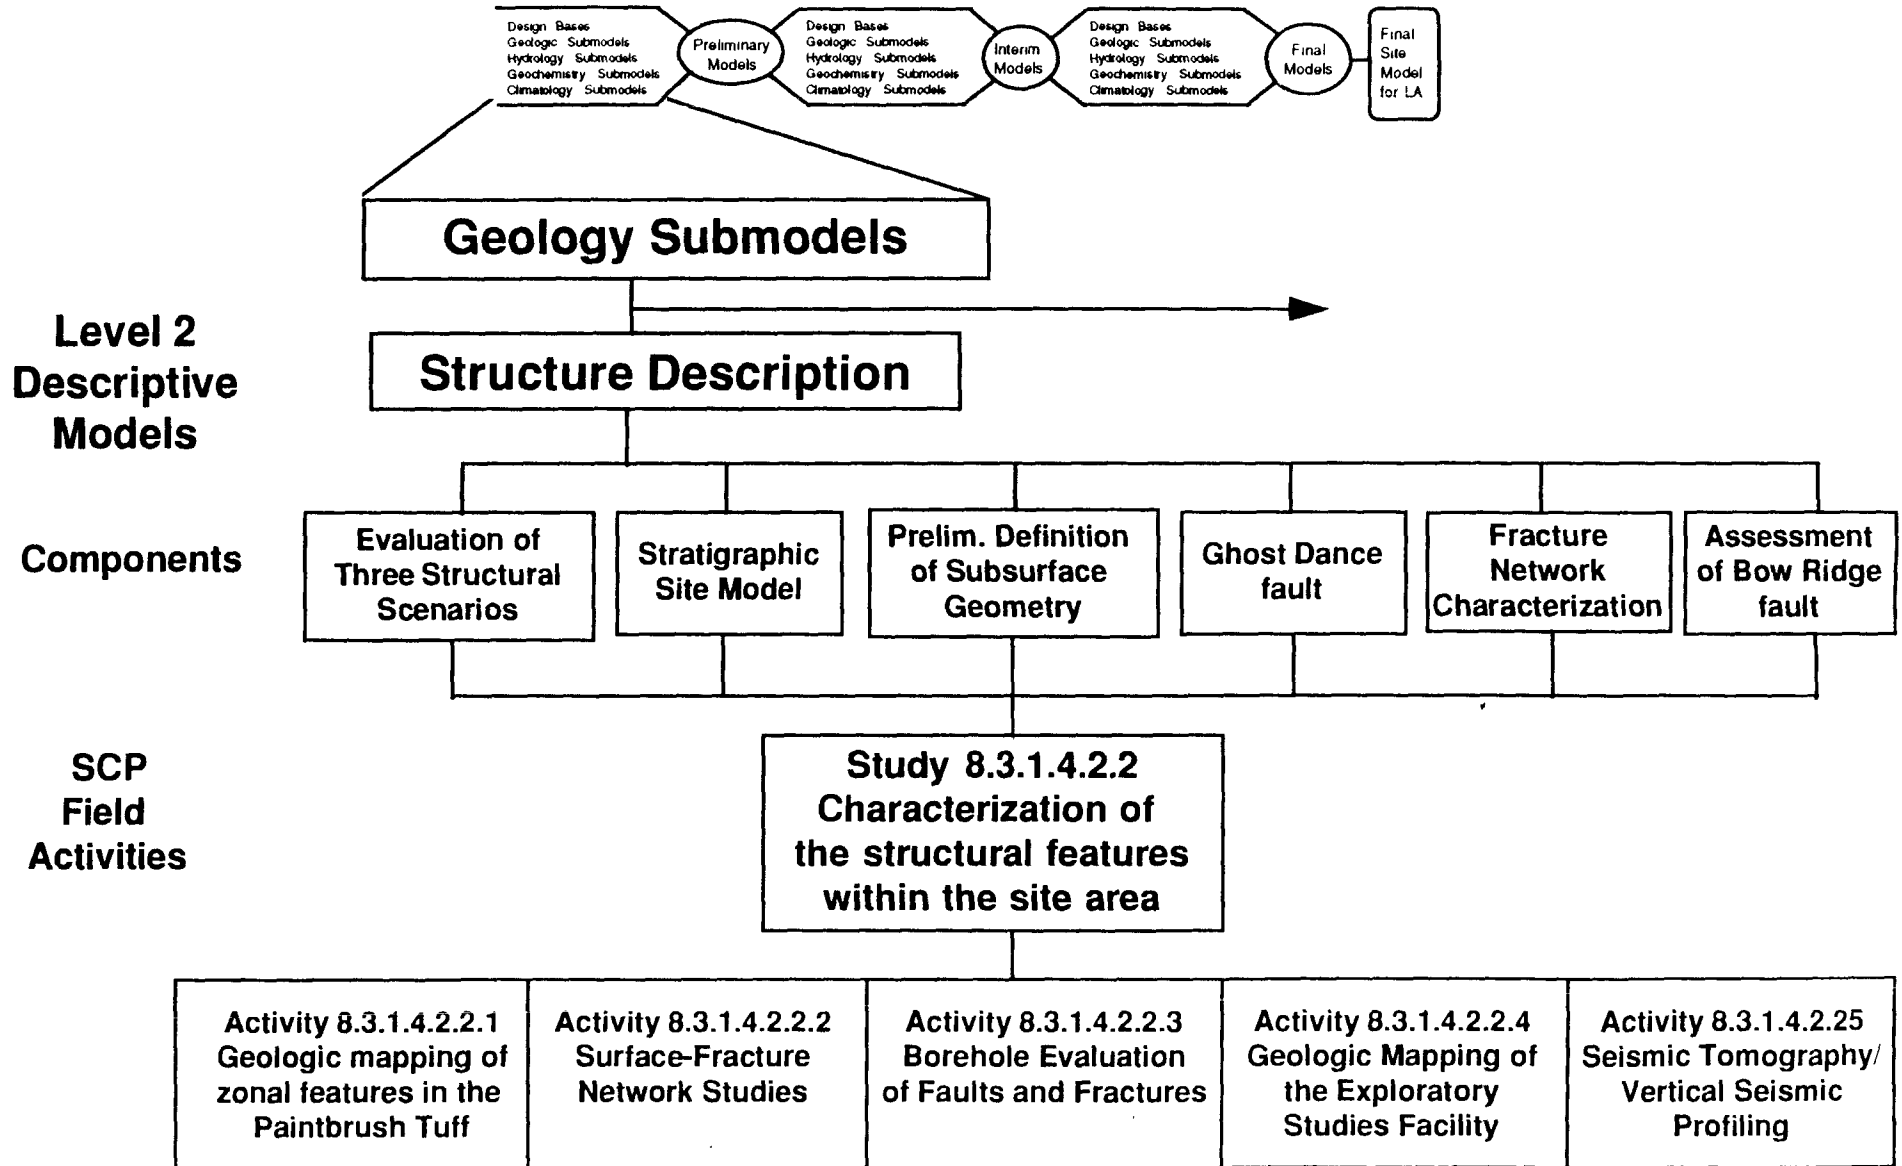 Design Bases
Geologic Submodels
Hydrology Submodels
Geochemistry Submodels
Climatology Submodels
Preliminary
Models
Design Bases
Geologic Submodels
Hydrology Submodels
Geochemistry Submodels
Climatology Submodels
Interim
Models
Design Bases
Geologic Submodels
Hydrology Submodels
Geochemistry Submodels
Climatology Submodels
Final
Models
Final
Site
Model
for LA
Geology Submodels
Level 2
Descriptive
Models
Structure Description
Components
Evaluation of
Three Structural
Scenarios
Stratigraphic
Site Model
Prelim. Definition
of Subsurface
Geometry
Ghost Dance
fault
Fracture
Network
Characterization
Assessment
of Bow Ridge
fault
SCP
Field
Activities
Study 8.3.1.4.2.2
Characterization of
the structural features
within the site area
Activity 8.3.1.4.2.2.1
Geologic mapping of
zonal features in the
Paintbrush Tuff
Activity 8.3.1.4.2.2.2
Surface-Fracture
Network Studies
Activity 8.3.1.4.2.2.3
Borehole Evaluation
of Faults and Fractures
Activity 8.3.1.4.2.2.4
Geologic Mapping of
the Exploratory
Studies Facility
Activity 8.3.1.4.2.25
Seismic Tomography/
Vertical Seismic
Profiling